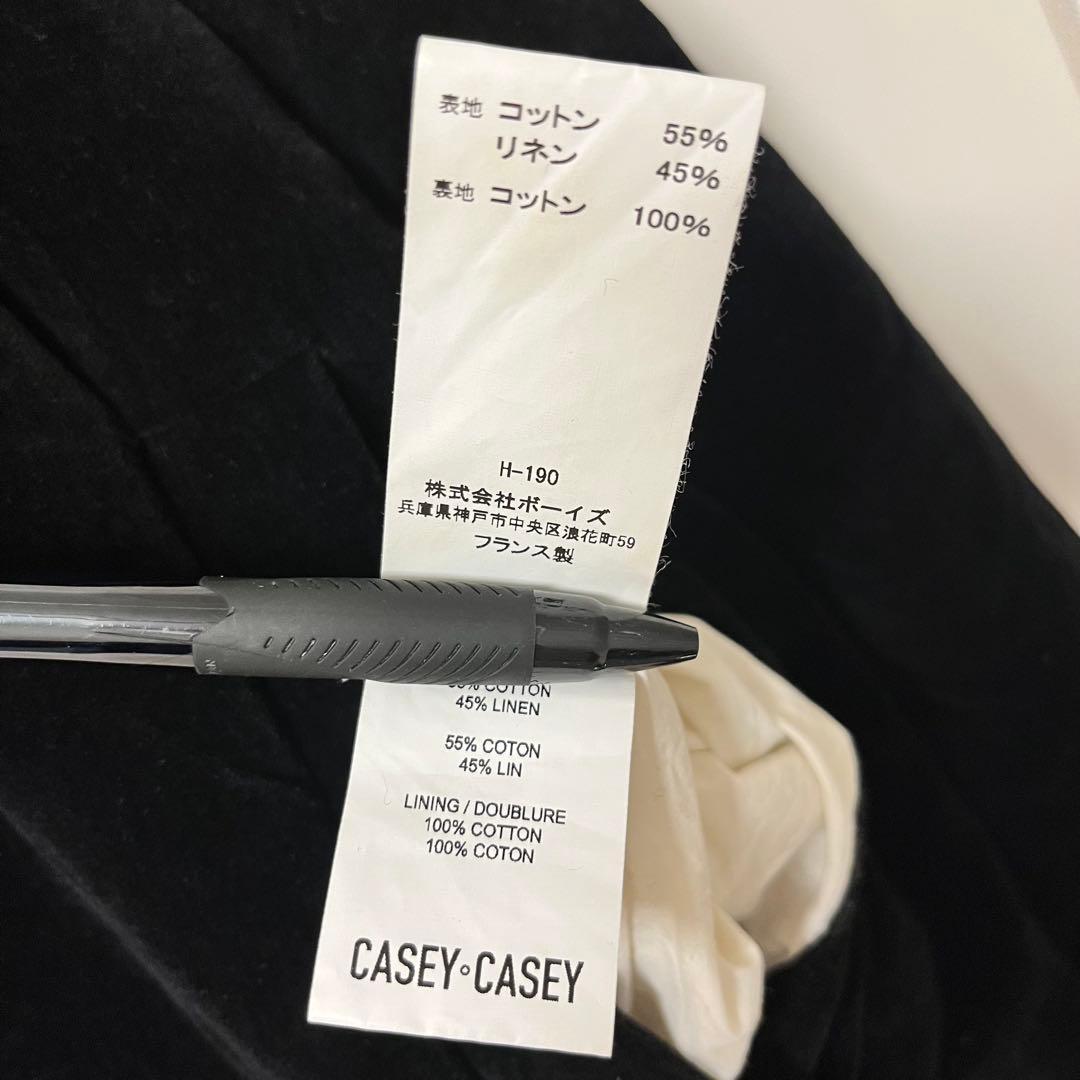 表地 コットン 55%
リネン 45%
裏地 コットン 100%
H-190
株式会社ボーイズ
兵庫県神戸市中央区浪花町59
フランス製
55% COTTON
45% LINEN
55% COTON
45% LIN
LINING / DOUBLURE
100% COTTON
100% COTON
CASEY∘CASEY